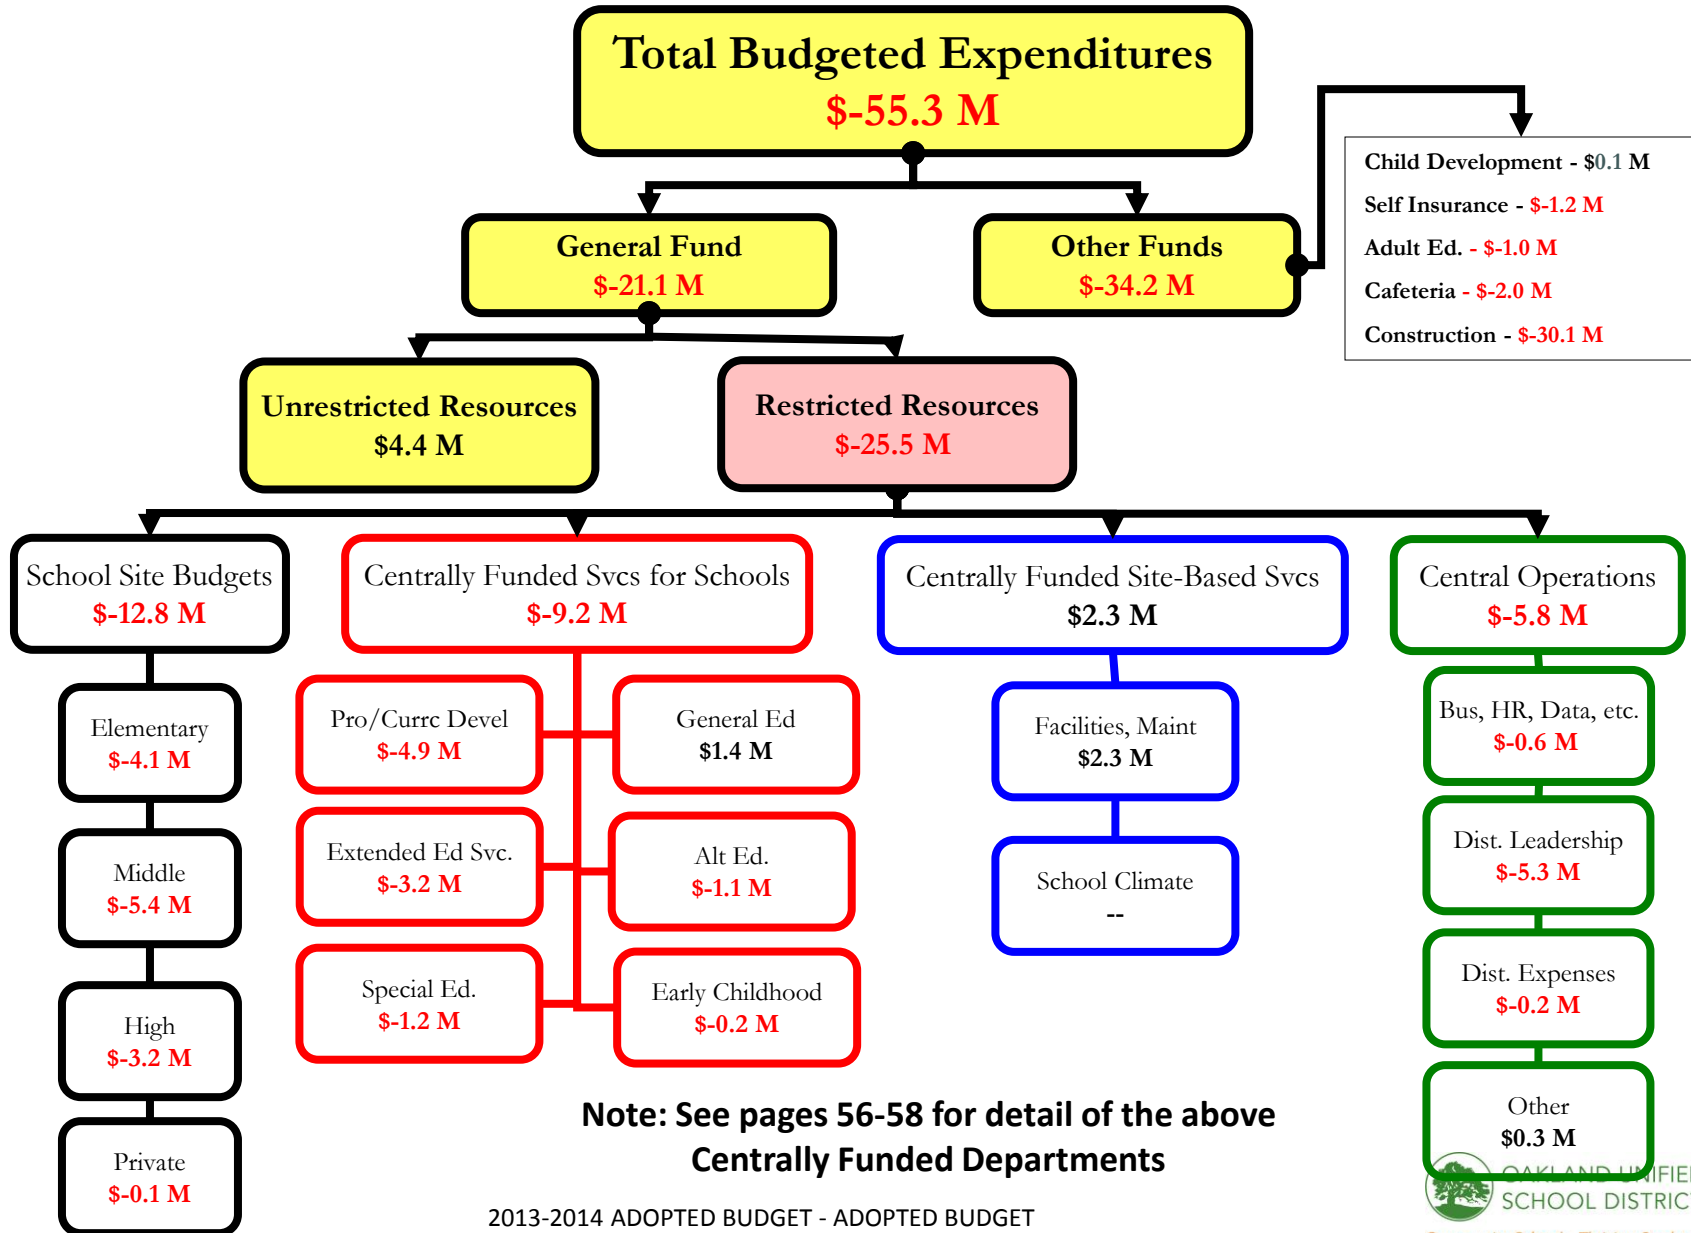 Total Budgeted Expenditures
$-55.3 M
Child Development - $0.1 M
Self Insurance - $-1.2 M
Adult Ed. - $-1.0 M
Cafeteria - $-2.0 M
Construction - $-30.1 M
General Fund
$-21.1 M
Other Funds
$-34.2 M
Unrestricted Resources
$4.4 M
Restricted Resources
$-25.5 M
School Site Budgets
$-12.8 M
Centrally Funded Svcs for Schools
$-9.2 M
Centrally Funded Site-Based Svcs
$2.3 M
Central Operations
$-5.8 M
Elementary
$-4.1 M
Middle
$-5.4 M
High
$-3.2 M
Private
$-0.1 M
Pro/Currc Devel
$-4.9 M
General Ed
$1.4 M
Extended Ed Svc.
$-3.2 M
Alt Ed.
$-1.1 M
Special Ed.
$-1.2 M
Early Childhood
$-0.2 M
Facilities, Maint
$2.3 M
School Climate
--
Bus, HR, Data, etc.
$-0.6 M
Dist. Leadership
$-5.3 M
Dist. Expenses
$-0.2 M
Other
$0.3 M
Note: See pages 56-58 for detail of the above
Centrally Funded Departments
2013-2014 ADOPTED BUDGET - ADOPTED BUDGET
OAKLAND UNIFIE
SCHOOL DISTRIC